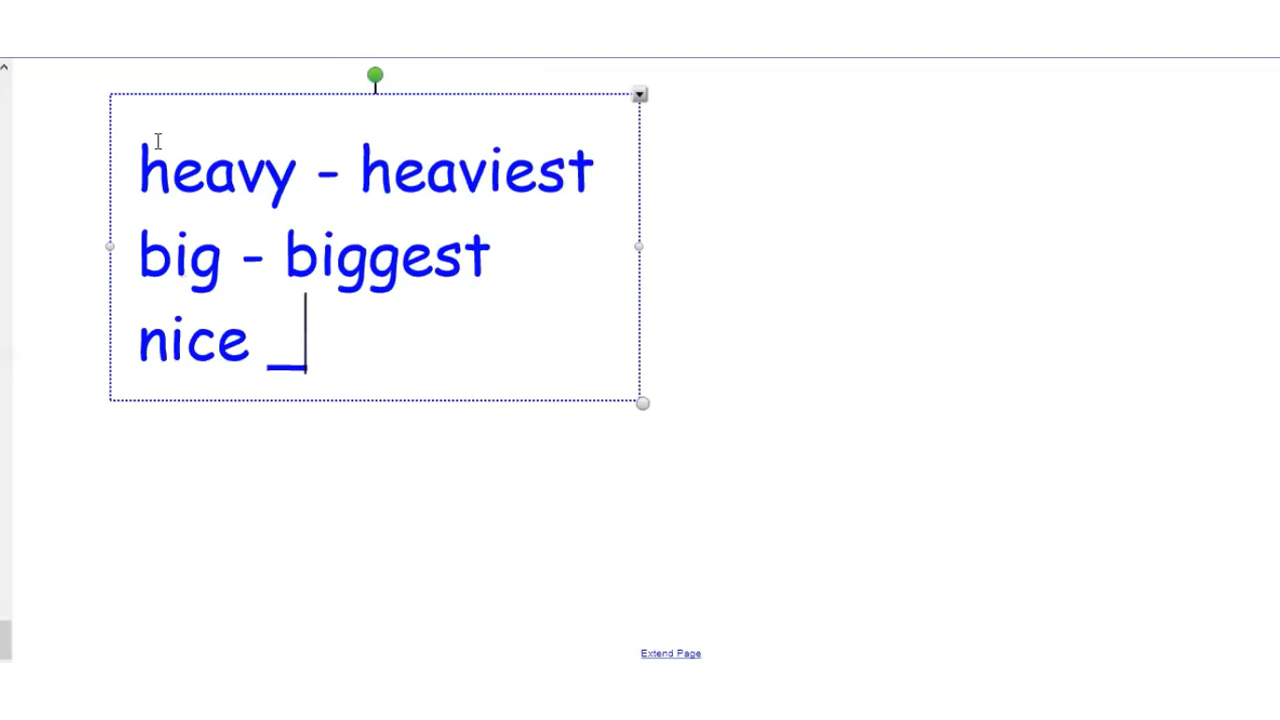 heavy - heaviest
big - biggest
nice _
Extend Page